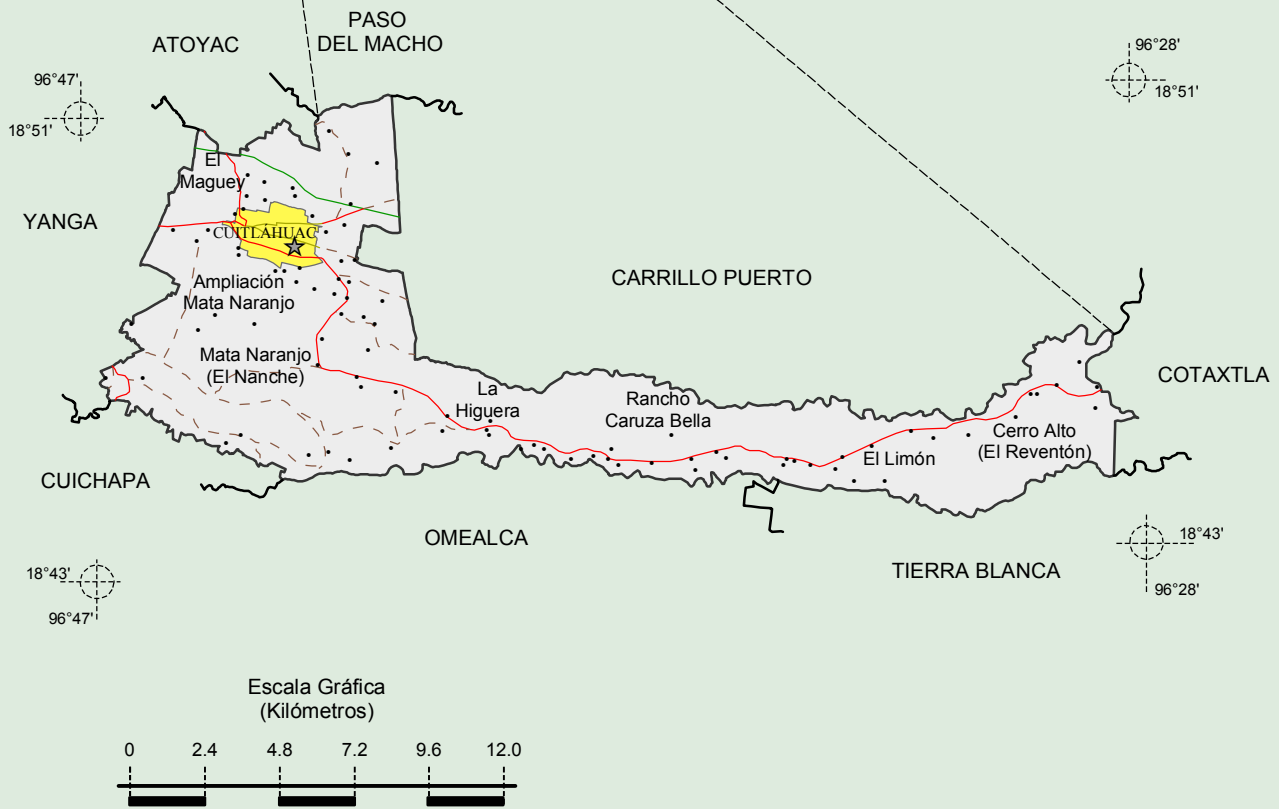 PASO
DEL MACHO
ATOYAC
96°28'
96°47'
18°51'
18°51'
El
Maguey
YANGA
CUITLÁHUAC
CARRILLO PUERTO
Ampliación
Mata Naranjo
Mata Naranjo
(El Nanche)
COTAXTLA
La
Higuera
Rancho
Caruza Bella
Cerro Alto
(El Reventón)
El Limón
CUICHAPA
OMEALCA
18°43'
TIERRA BLANCA
18°43'
96°28'
96°47'
Escala Gráfica
(Kilómetros)
0 2.4 4.8 7.2 9.6 12.0